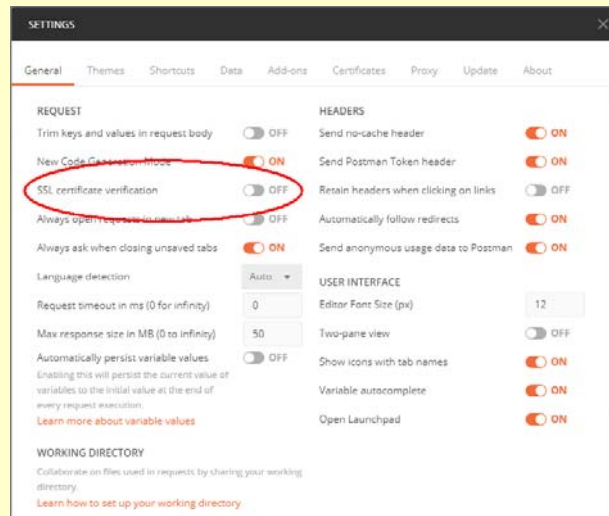 SETTINGS
General Themes Shortcuts Data Add-ons Certificates Proxy Update About
REQUEST
Trim keys and values in request body OFF
New Code Generation Mode ON
SSL certificate verification OFF
Always open requests in new tab OFF
Always ask when closing unsaved tabs ON
Language detection Auto
Request timeout in ms (0 for infinity) 0
Max response size in MB (0 to infinity) 50
Automatically persist variable values OFF
Enabling this will persist the current value of
variables to the initial value at the end of
every request execution.
Learn more about variable values
WORKING DIRECTORY
Collaborate on files used in requests by sharing your working
directory.
Learn how to set up your working directory
HEADERS
Send no-cache header ON
Send Postman Token header ON
Retain headers when clicking on links OFF
Automatically follow redirects ON
Send anonymous usage data to Postman ON
USER INTERFACE
Editor Font Size (px) 12
Two-pane view OFF
Show icons with tab names ON
Variable autocomplete ON
Open Launchpad ON